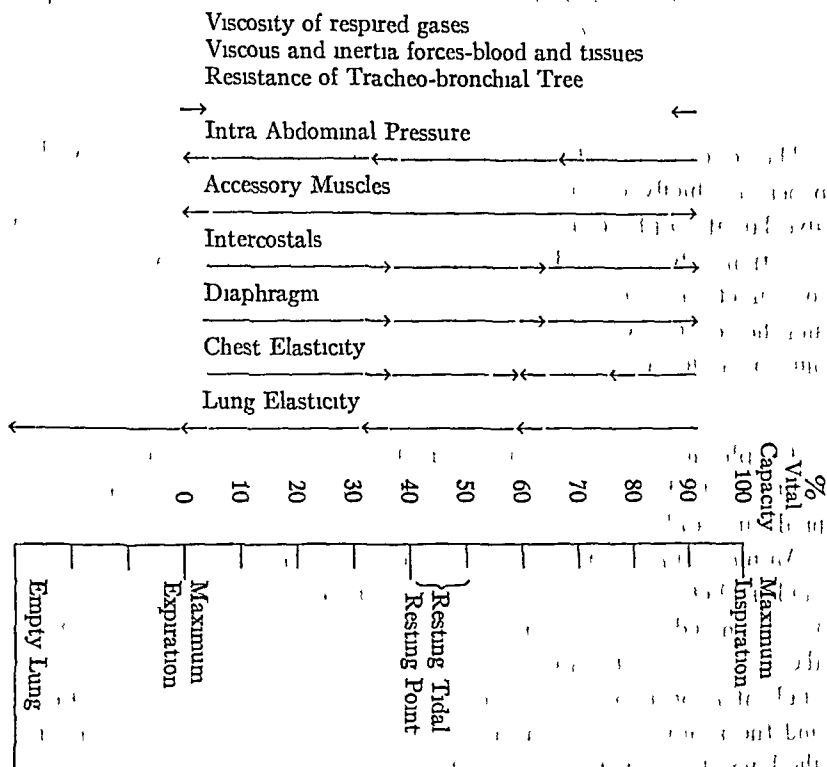 Viscosity of respired gases
Viscous and inertia forces-blood and tissues
Resistance of Tracheo-bronchial Tree
Intra Abdominal Pressure
Accessory Muscles
Intercostals
Diaphragm
Chest Elasticity
Lung Elasticity
%
Vital
Capacity
100
90
80
70
60
50
40
30
20
10
0
Maximum
Inspiration
Resting Tidal
Resting Point
Maximum
Expiration
Empty Lung